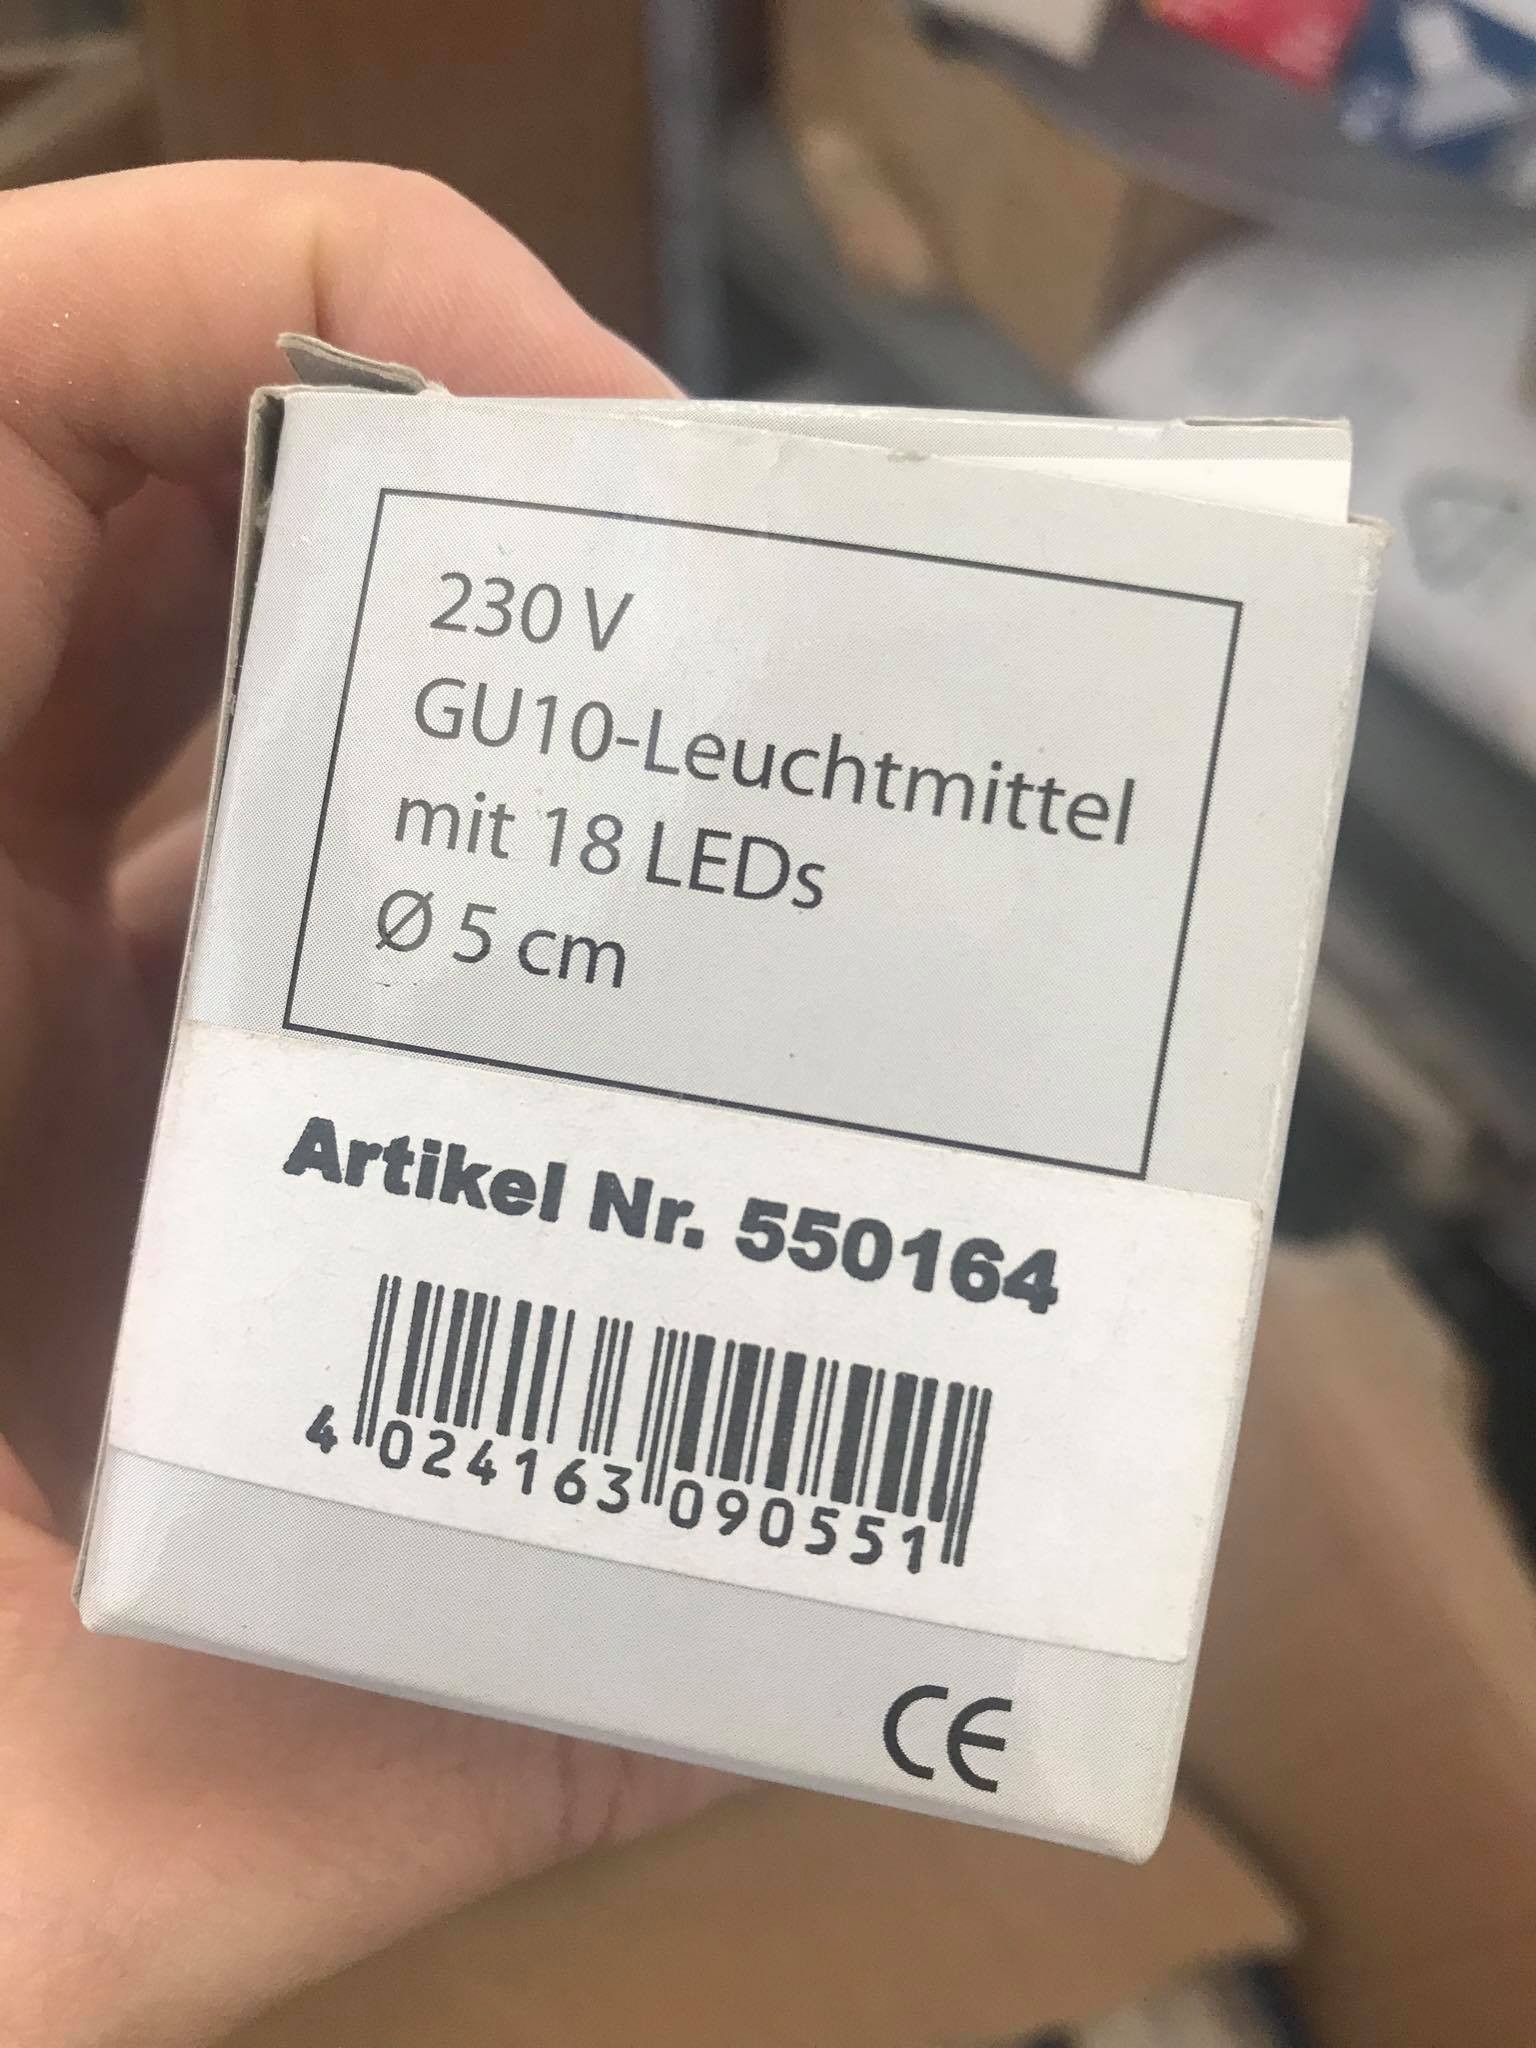 230 V
GU10-Leuchtmittel
mit 18 LEDs
Ø 5 cm
Artikel Nr. 550164
4 024163 090551
CE